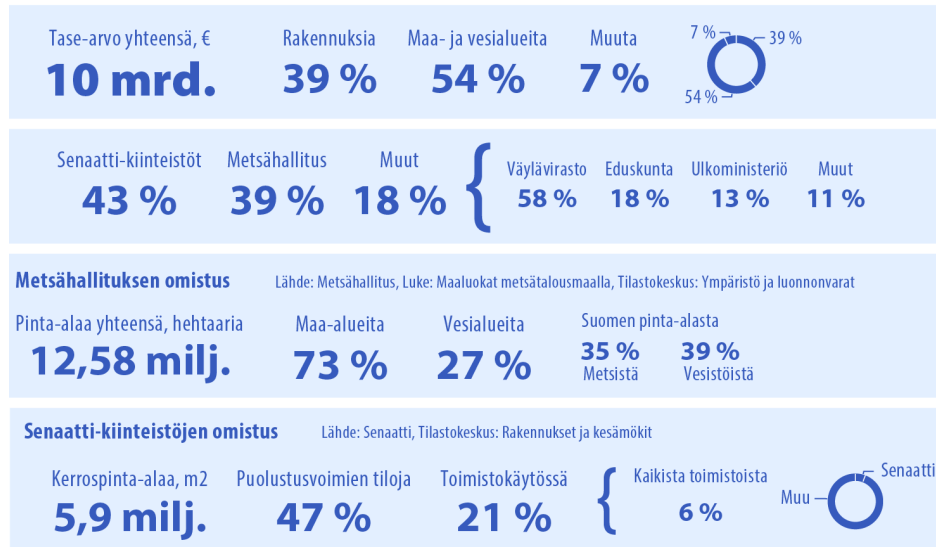 Tase-arvo yhteensä, € Rakennuksia Maa- ja vesialueita Muuta
10 mrd. 39 % 54 % 7 %
7 % 39 %
54 %
Senaatti-kiinteistöt Metsähallitus Muut
43 % 39 % 18 %
Väylävirasto Eduskunta Ulkoministeriö Muut
58 % 18 % 13 % 11 %
Metsähallituksen omistus Lähde: Metsähallitus, Luke: Maaluokat metsätalousmaalla, Tilastokeskus: Ympäristö ja luonnonvarat
Pinta-alaa yhteensä, hehtaaria Maa-alueita Vesialueita
12,58 milj. 73 % 27 %
Suomen pinta-alasta
35 % 39 %
Metsistä Vesistöistä
Senaatti-kiinteistöjen omistus Lähde: Senaatti, Tilastokeskus: Rakennukset ja kesämökit
Kerrospinta-alaa, m2 Puolustusvoimien tiloja Toimistokäytössä
5,9 milj. 47 % 21 %
Kaikista toimistoista
6 %
Senaatti
Muu